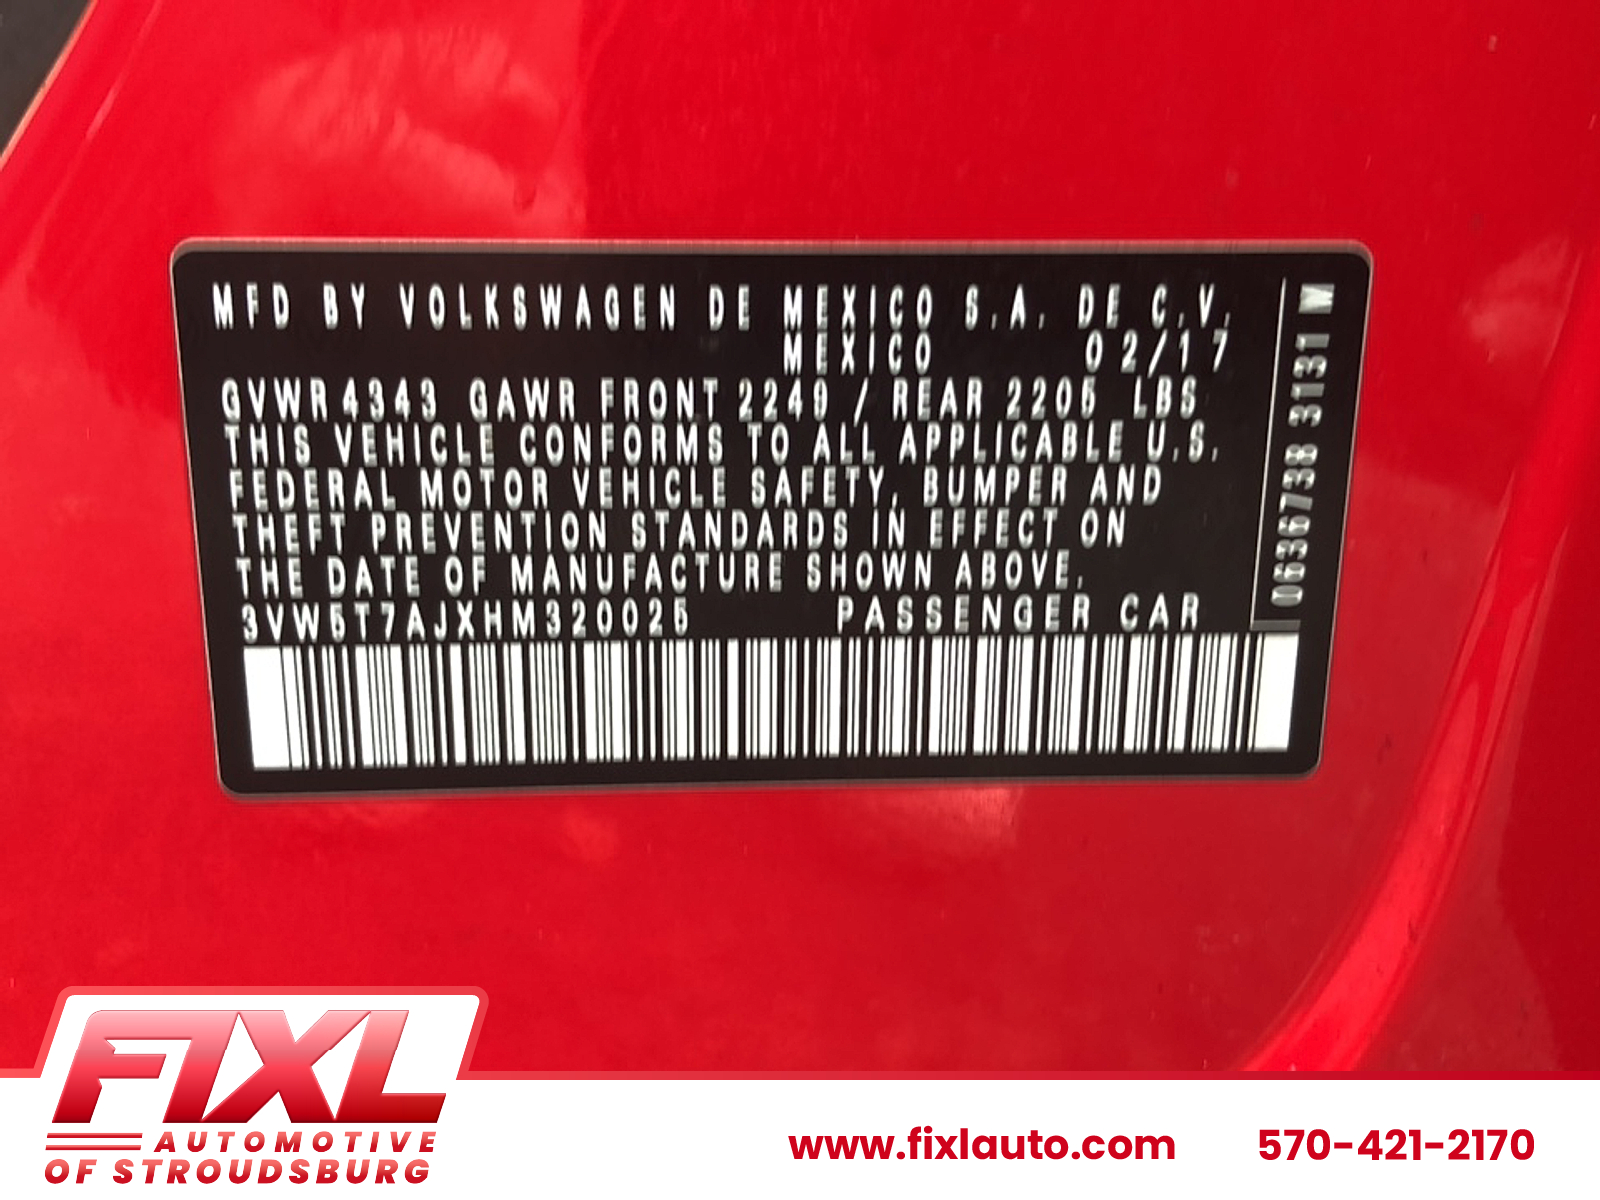 MFD BY VOLKSWAGEN DE MEXICO S.A. DE C.V.
MEXICO 02/17
GVWR 4343 GAWR FRONT 2249 / REAR 2205 LBS
THIS VEHICLE CONFORMS TO ALL APPLICABLE U.S.
FEDERAL MOTOR VEHICLE SAFETY, BUMPER AND
THEFT PREVENTION STANDARDS IN EFFECT ON
THE DATE OF MANUFACTURE SHOWN ABOVE.
3VW5T7AJXHM320025 PASSENGER CAR
0636738 3131 M
FIXL
AUTOMOTIVE
OF STROUDSBURG
www.fixlauto.com 570-421-2170